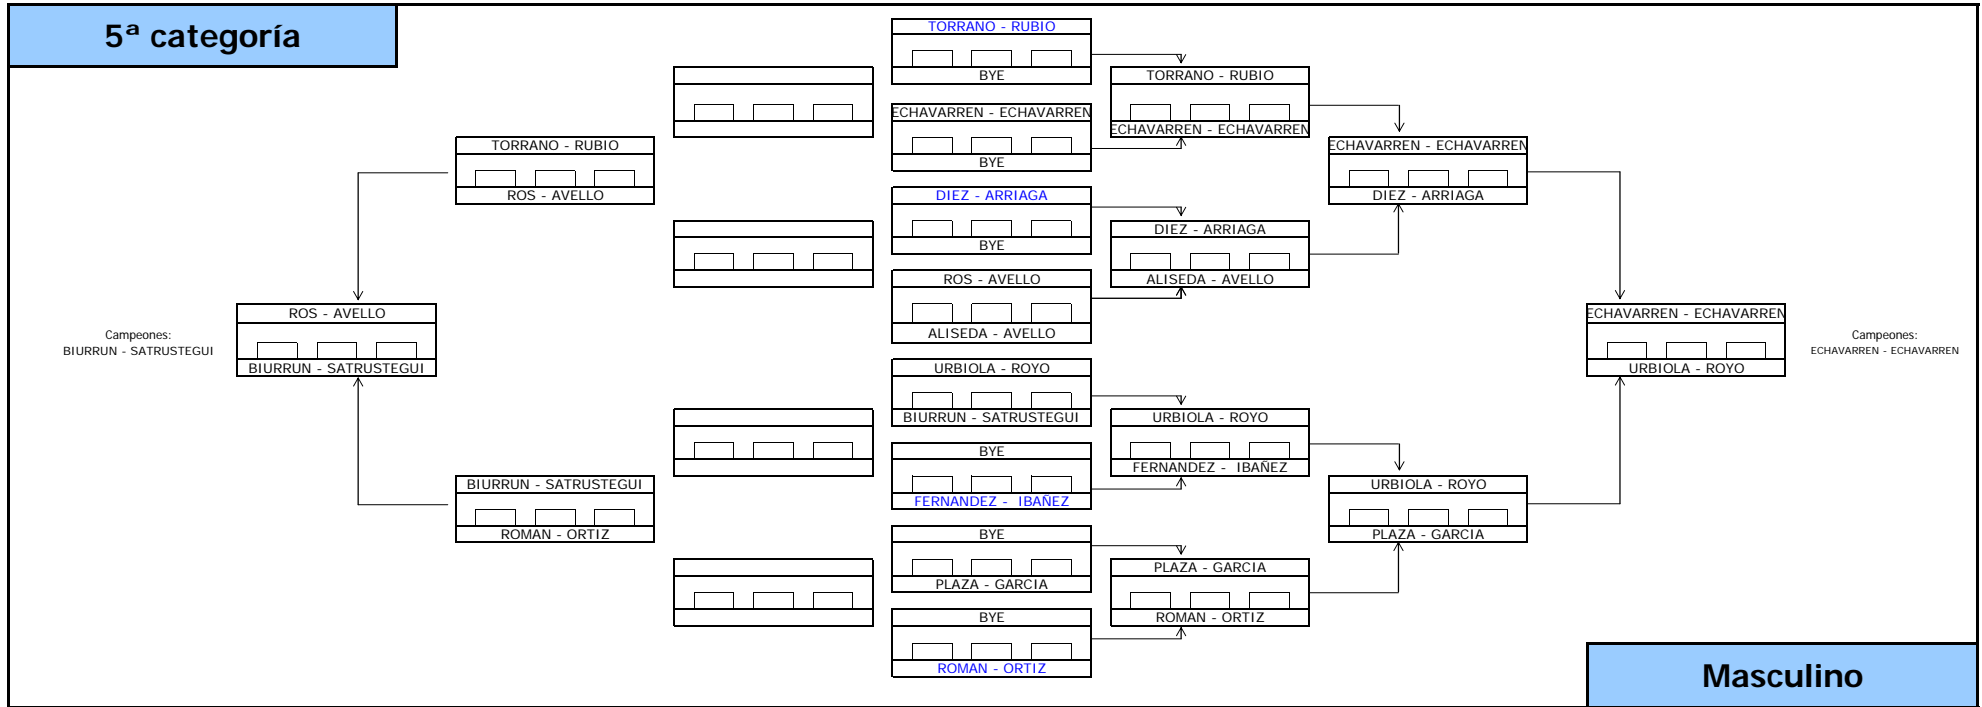 5ª categoría
TORRANO - RUBIO
BYE
ECHAVARREN - ECHAVARREN
BYE
DIEZ - ARRIAGA
BYE
ROS - AVELLO
ALISEDA - AVELLO
URBIOLA - ROYO
BIURRUN - SATRUSTEGUI
BYE
FERNANDEZ - IBAÑEZ
BYE
PLAZA - GARCIA
BYE
ROMAN - ORTIZ
TORRANO - RUBIO
ECHAVARREN - ECHAVARREN
DIEZ - ARRIAGA
ALISEDA - AVELLO
URBIOLA - ROYO
FERNANDEZ - IBAÑEZ
PLAZA - GARCIA
ROMAN - ORTIZ
ECHAVARREN - ECHAVARREN
DIEZ - ARRIAGA
URBIOLA - ROYO
PLAZA - GARCIA
ECHAVARREN - ECHAVARREN
URBIOLA - ROYO
Campeones:
ECHAVARREN - ECHAVARREN
TORRANO - RUBIO
ROS - AVELLO
BIURRUN - SATRUSTEGUI
ROMAN - ORTIZ
ROS - AVELLO
BIURRUN - SATRUSTEGUI
Campeones:
BIURRUN - SATRUSTEGUI
Masculino